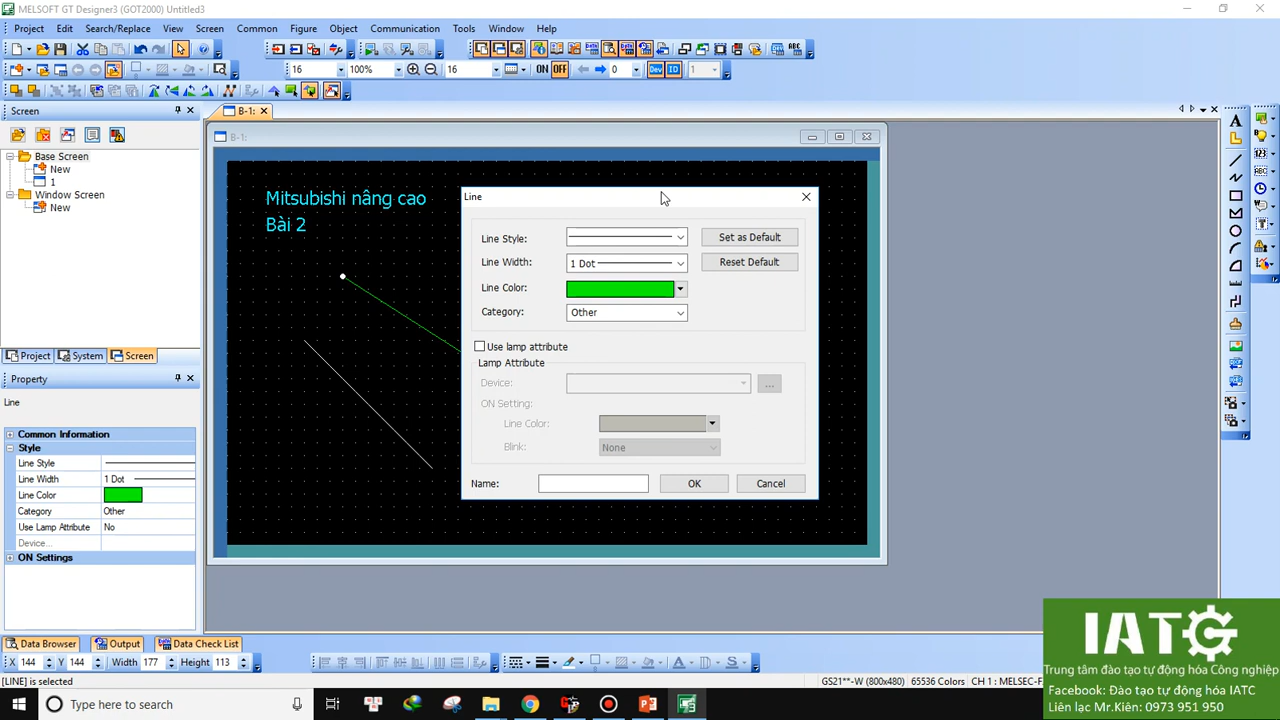 MELSOFT GT Designer3 (GOT2000) Untitled3
Project Edit Search/Replace View Screen Common Figure Object Communication Tools Window Help
16 100% 16 ON OFF 0 Dev ID 1
Screen
B-1:
B-1:
Base Screen
New
1
Window Screen
New
Mitsubishi nâng cao
Bài 2
Line
Line Style:
Set as Default
Line Width:
1 Dot
Reset Default
Line Color:
Category:
Other
Use lamp attribute
Lamp Attribute
Device:
...
ON Setting:
Line Color:
Blink:
None
Name:
OK
Cancel
Project System Screen
Property
Line
Common Information
Style
Line Style
Line Width 1 Dot
Line Color
Category Other
Use Lamp Attribute No
Device...
ON Settings
Data Browser Output Data Check List
X 144 Y 144 Width 177 Height 113
[LINE] is selected
GS21**-W (800x480) 65536 Colors CH 1 : MELSEC-F
IATC
Trung tâm đào tạo tự động hóa Công nghiệp
Facebook: Đào tạo tự động hóa IATC
Liên lạc Mr.Kiên: 0973 951 950
Type here to search